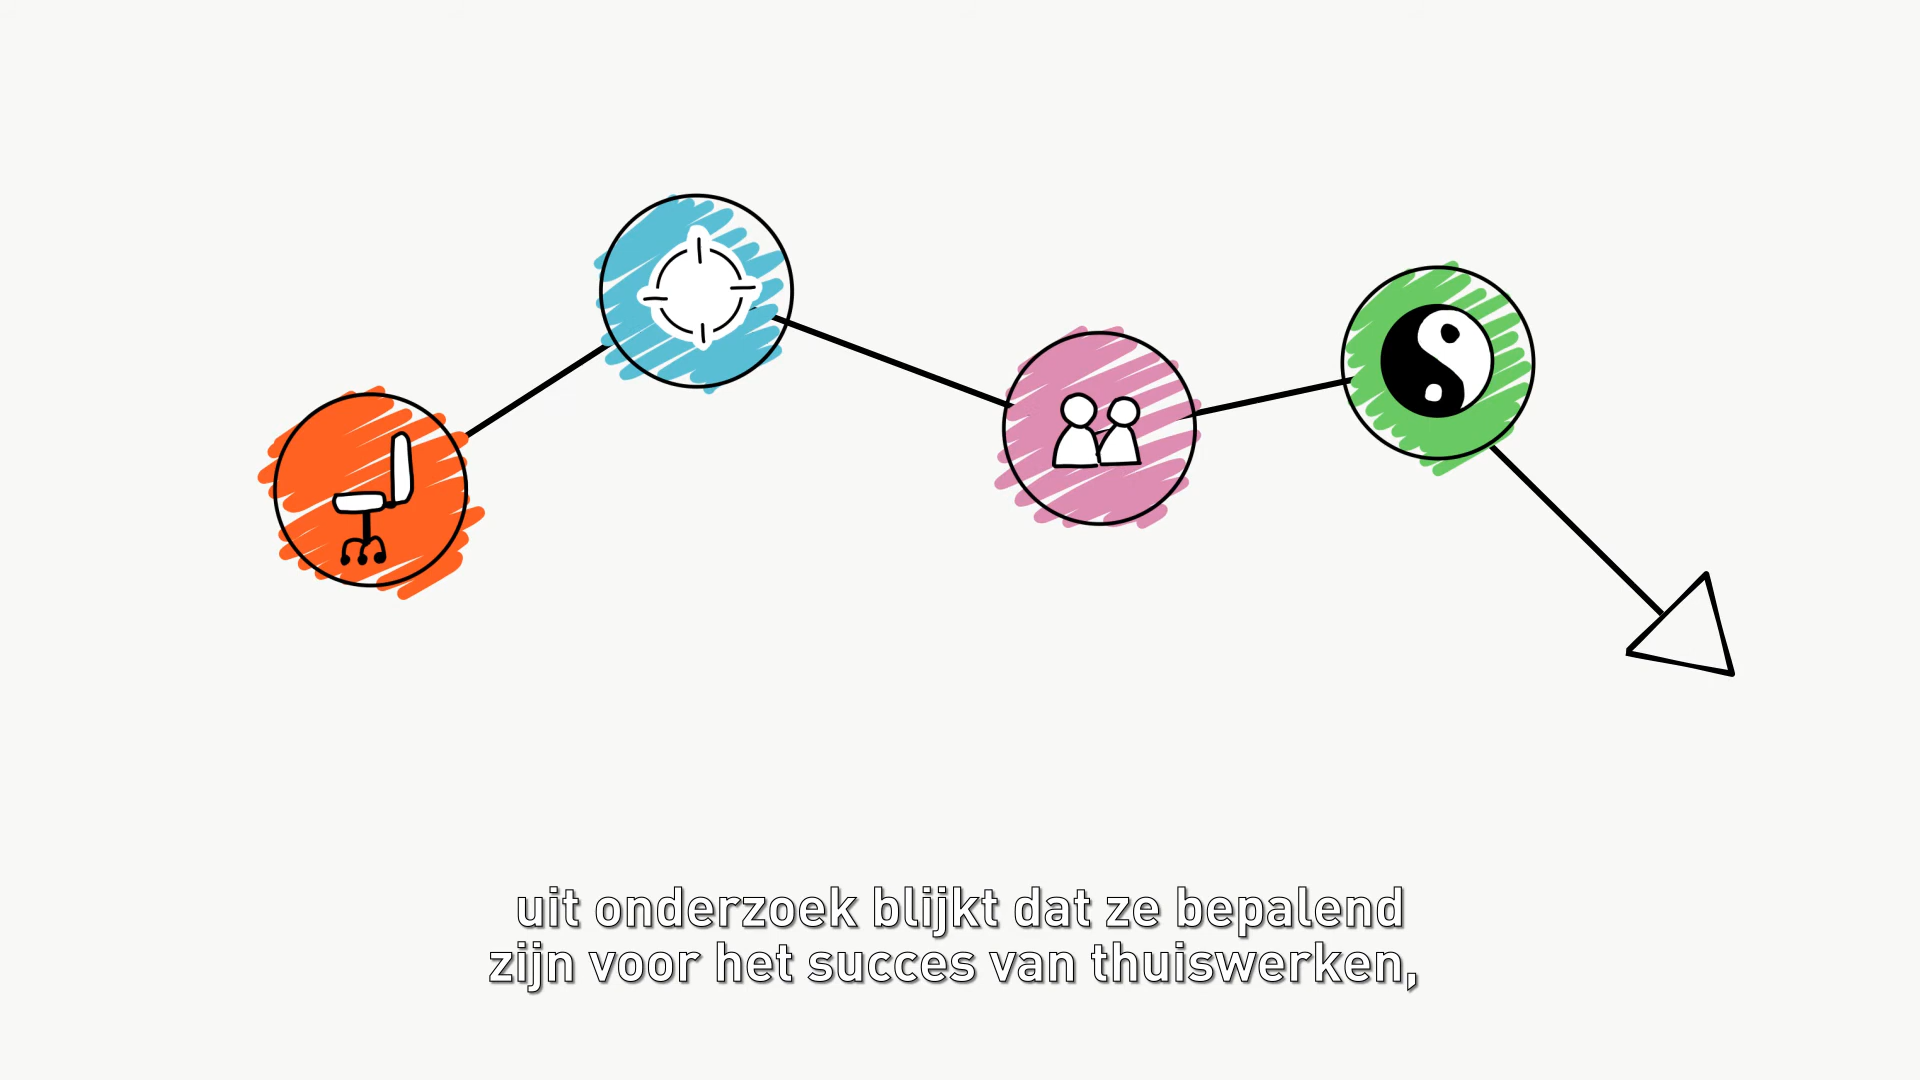 uit onderzoek blijkt dat ze bepalend
zijn voor het succes van thuiswerken,